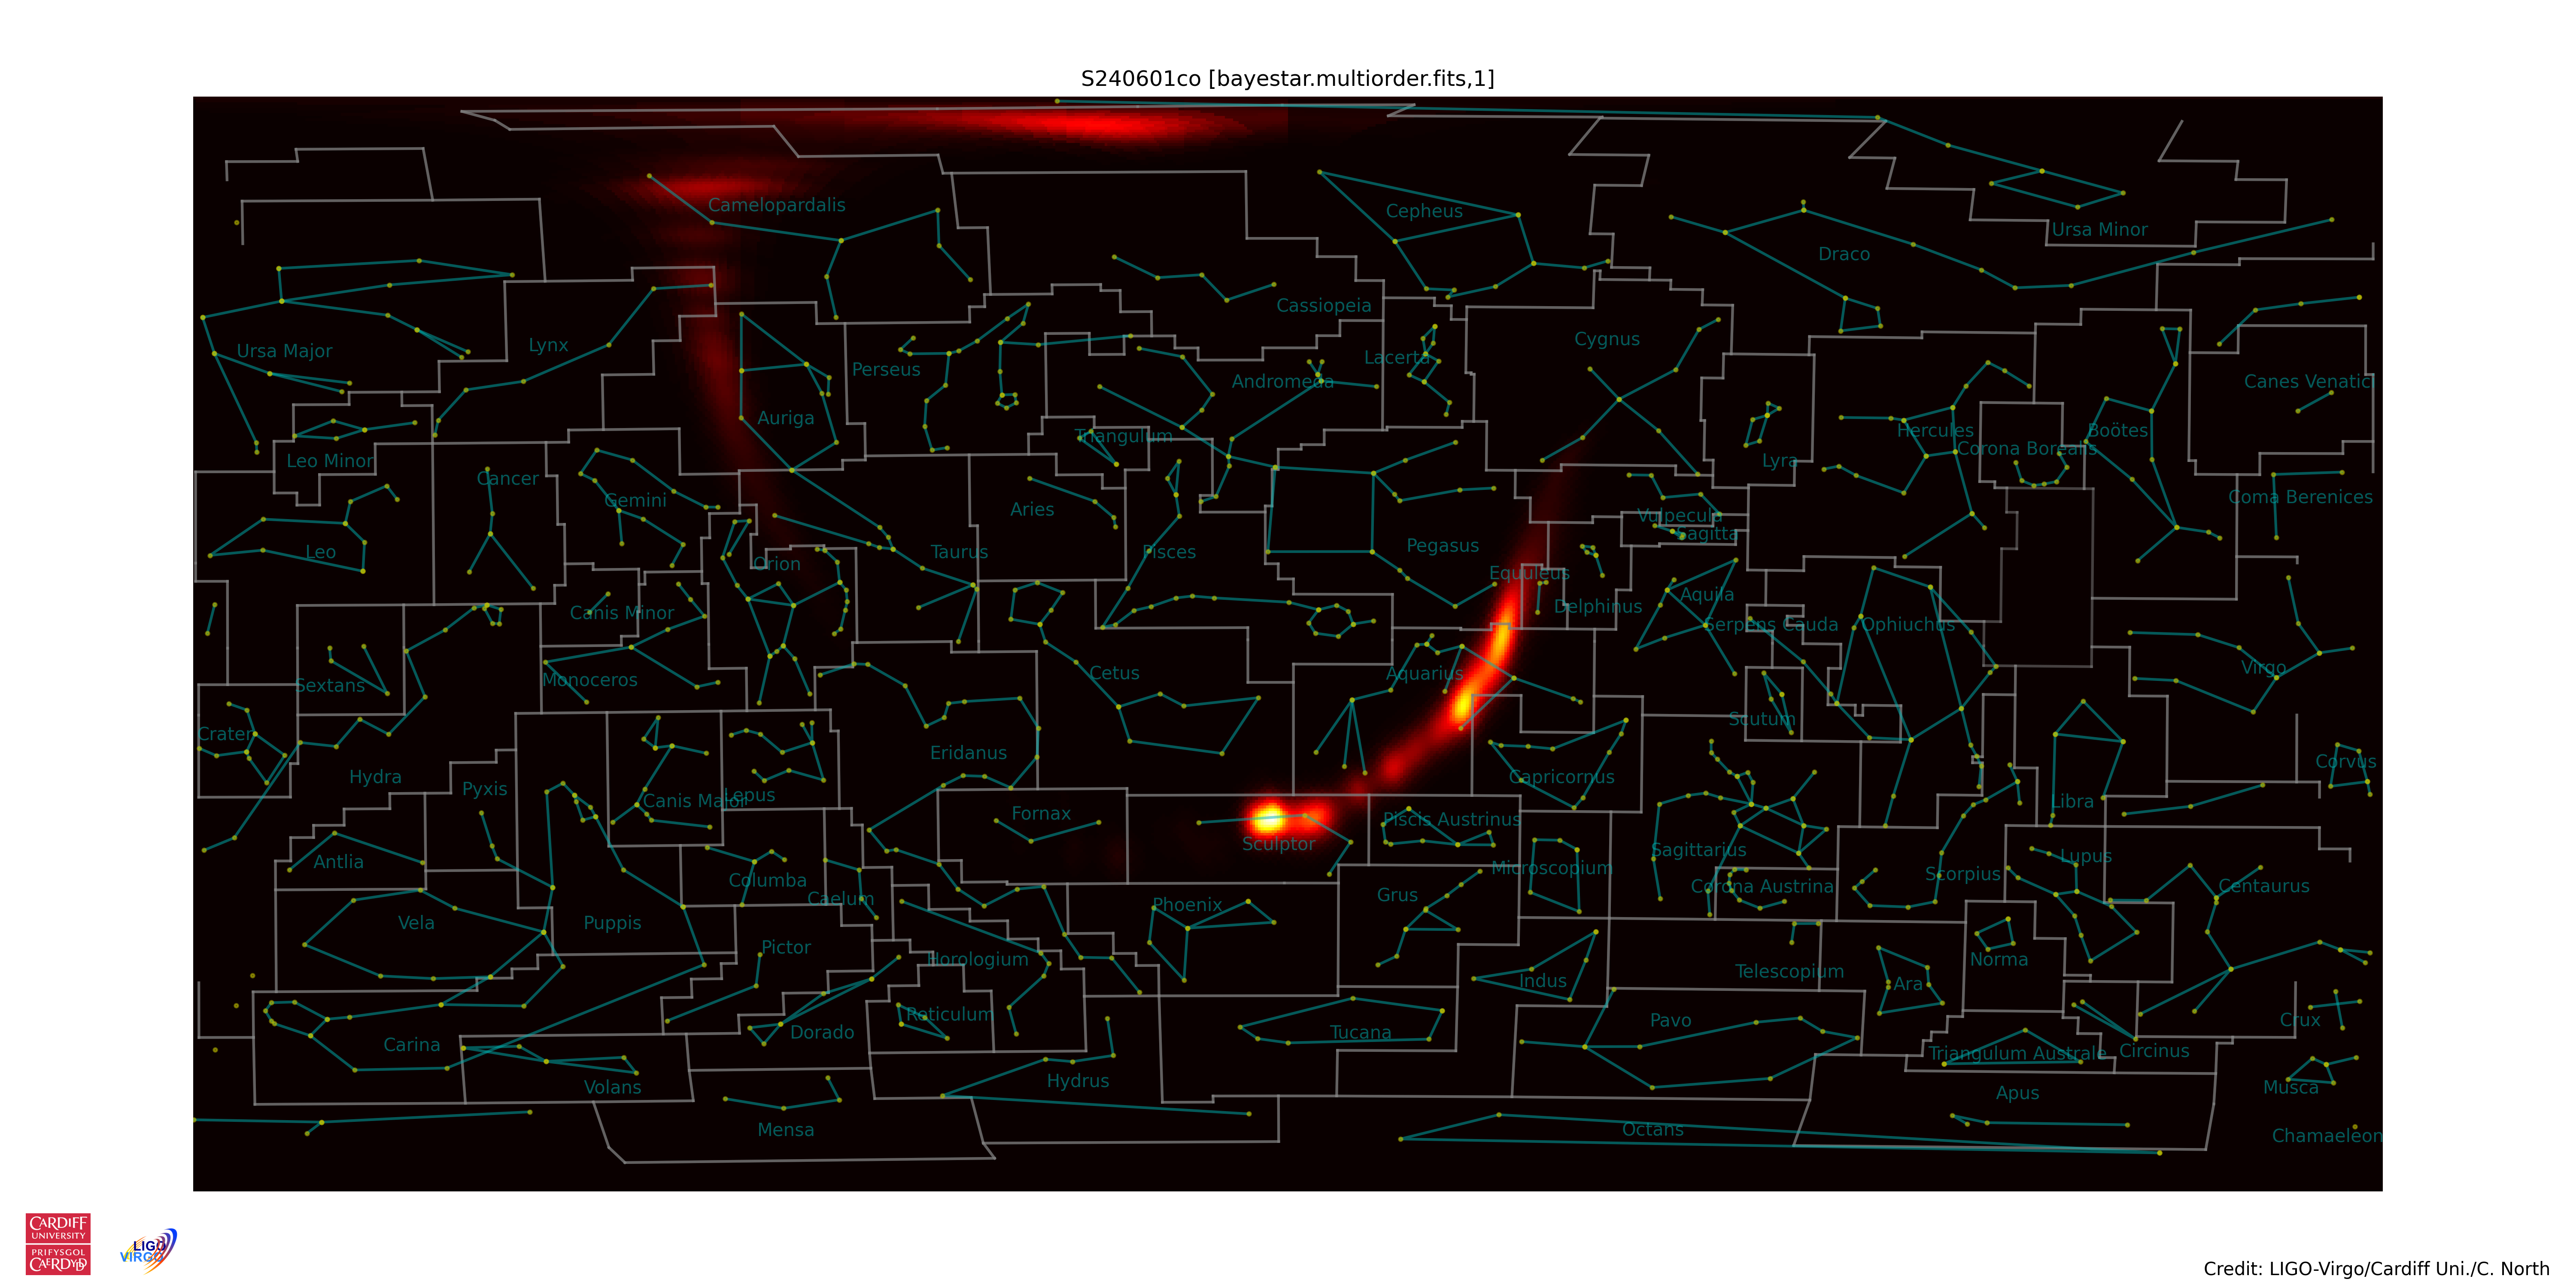 S240601co [bayestar.multiorder.fits,1]
Camelopardalis
Cepheus
Ursa Minor
Draco
Cassiopeia
Cygnus
Ursa Major
Lynx
Lacerta
Perseus
Andromeda
Canes Venatici
Auriga
Triangulum
Hercules
Boötes
Corona Borealis
Leo Minor
Lyra
Cancer
Gemini
Coma Berenices
Aries
Vulpecula
Sagitta
Leo
Taurus
Pisces
Pegasus
Orion
Equuleus
Canis Minor
Delphinus
Aquila
Serpens Cauda
Ophiuchus
Virgo
Sextans
Monoceros
Cetus
Aquarius
Scutum
Crater
Eridanus
Corvus
Hydra
Capricornus
Pyxis
Canis Major
Lepus
Libra
Fornax
Piscis Austrinus
Sculptor
Sagittarius
Lupus
Antlia
Microscopium
Scorpius
Columba
Corona Austrina
Centaurus
Caelum
Grus
Phoenix
Vela
Puppis
Pictor
Horologium
Norma
Telescopium
Indus
Ara
Reticulum
Pavo
Crux
Dorado
Tucana
Carina
Triangulum Australe
Circinus
Hydrus
Volans
Musca
Apus
Mensa
Octans
Chamaeleon
CARDIFF
UNIVERSITY
PRIFYSGOL
CAERDYDD
LIGO
VIRGO
Credit: LIGO-Virgo/Cardiff Uni./C. North